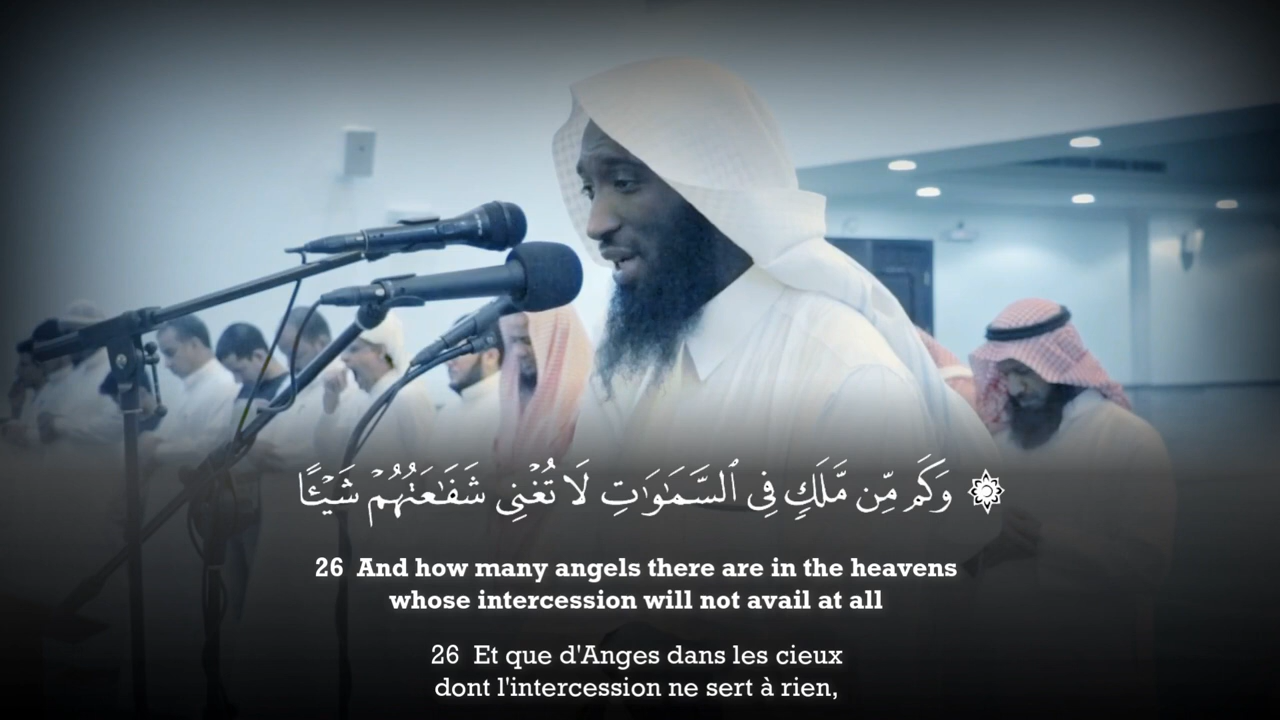 ۞ وَكَم مِّن مَّلَكٍ فِى ٱلسَّمَٰوَٰتِ لَا تُغْنِى شَفَٰعَتُهُمْ شَيْـًٔا
26 And how many angels there are in the heavens
whose intercession will not avail at all
26 Et que d'Anges dans les cieux
dont l'intercession ne sert à rien,